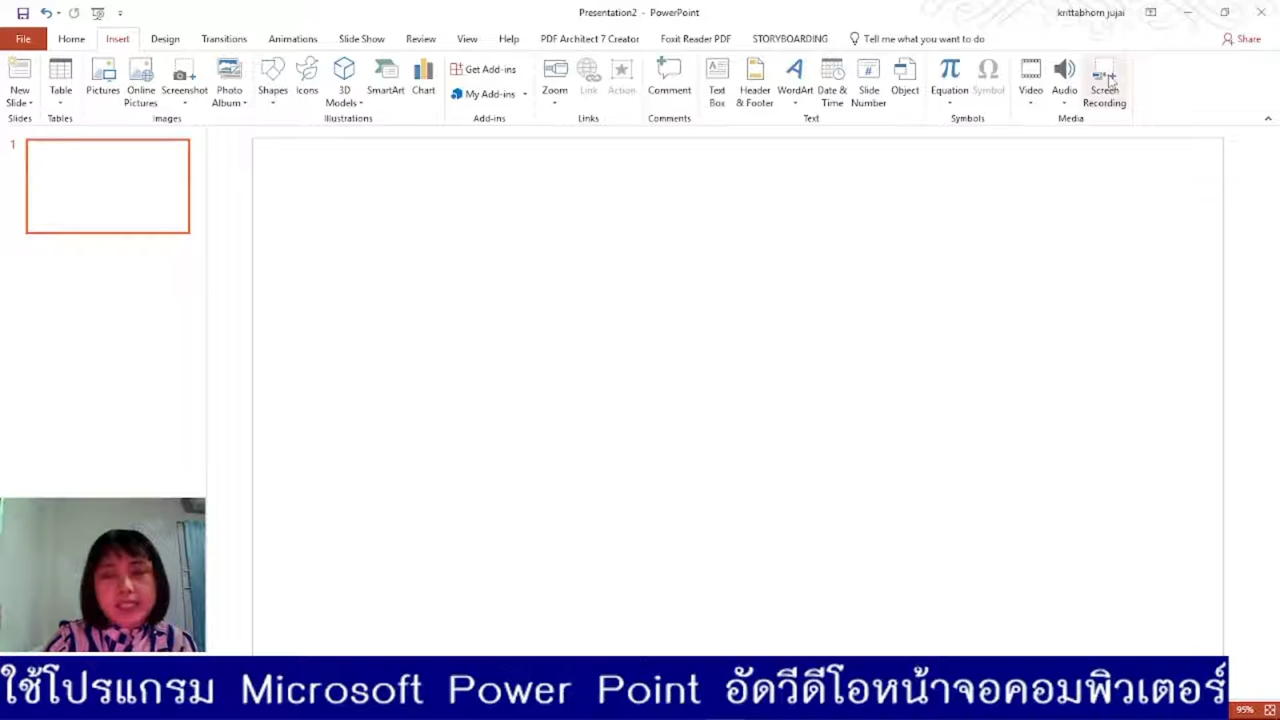 Presentation2 - PowerPoint
krittabhorn jujai
File Home Insert Design Transitions Animations Slide Show Review View Help PDF Architect 7 Creator Foxit Reader PDF STORYBOARDING Tell me what you want to do Share
New Slide Table Pictures Online Pictures Screenshot Photo Album Shapes Icons 3D Models SmartArt Chart Get Add-ins My Add-ins Zoom Link Action Comment Text Box Header & Footer WordArt Date & Time Slide Number Object Equation Symbol Video Audio Screen Recording
Slides Tables Images Illustrations Add-ins Links Comments Text Symbols Media
1
ใช้โปรแกรม Microsoft Power Point อัดวีดีโอหน้าจอคอมพิวเตอร์
95%